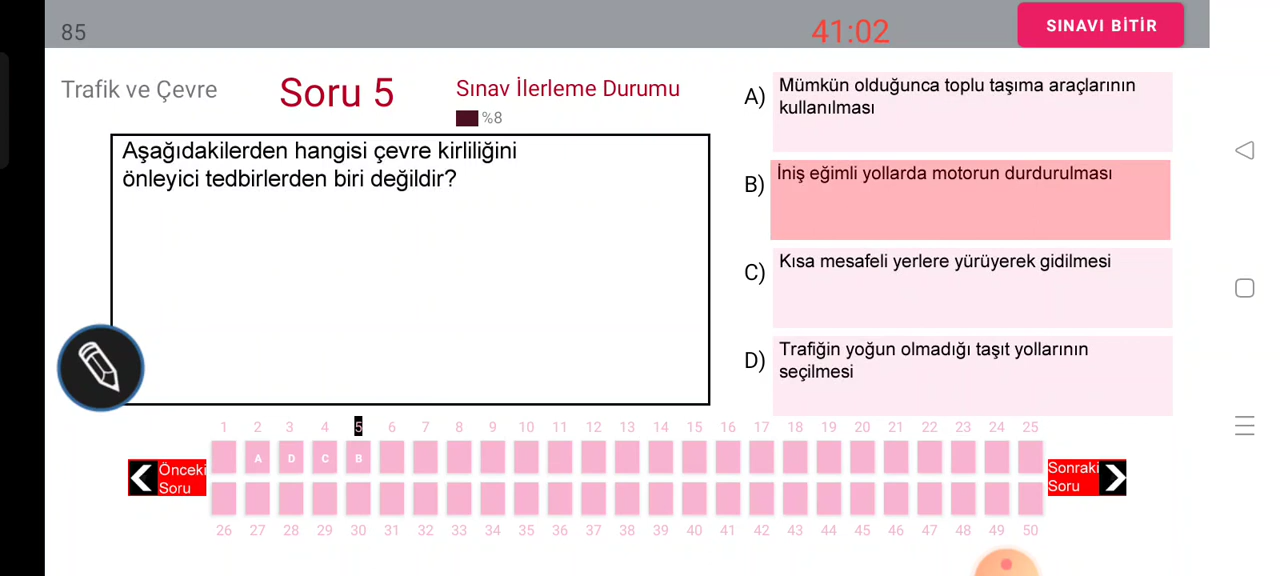 85
41:02
SINAVI BİTİR
Trafik ve Çevre
Soru 5
Sınav İlerleme Durumu
%8
Aşağıdakilerden hangisi çevre kirliliğini
önleyici tedbirlerden biri değildir?
A)
Mümkün olduğunca toplu taşıma araçlarının
kullanılması
B)
İniş eğimli yollarda motorun durdurulması
C)
Kısa mesafeli yerlere yürüyerek gidilmesi
D)
Trafiğin yoğun olmadığı taşıt yollarının
seçilmesi
1 2 3 4 5 6 7 8 9 10 11 12 13 14 15 16 17 18 19 20 21 22 23 24 25
A D C B
Önceki
Soru
Sonraki
Soru
26 27 28 29 30 31 32 33 34 35 36 37 38 39 40 41 42 43 44 45 46 47 48 49 50